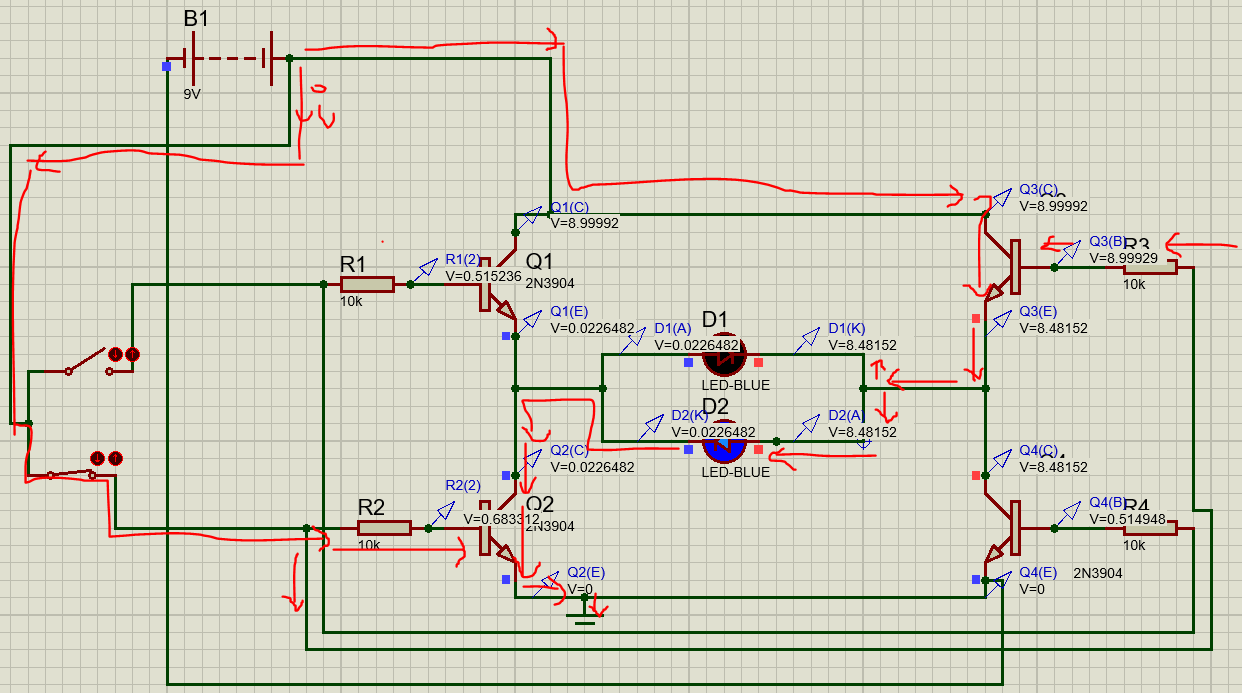 B1
9V
Q1(C)
V=8.99992
Q3(C)
V=8.99992
R1
10k
R1(2)
V=0.515236
Q1
2N3904
Q3(B)
V=8.99929
R3
10k
Q1(E)
V=0.0226482
D1(A)
V=0.0226482
D1
LED-BLUE
D1(K)
V=8.48152
Q3(E)
V=8.48152
D2(K)
V=0.0226482
D2
LED-BLUE
D2(A)
V=8.48152
Q2(C)
V=0.0226482
Q4(C)
V=8.48152
R2
10k
R2(2)
V=0.683312
Q2
2N3904
Q4(B)
V=0.514948
R4
10k
Q2(E)
V=0
Q4(E)
V=0
2N3904